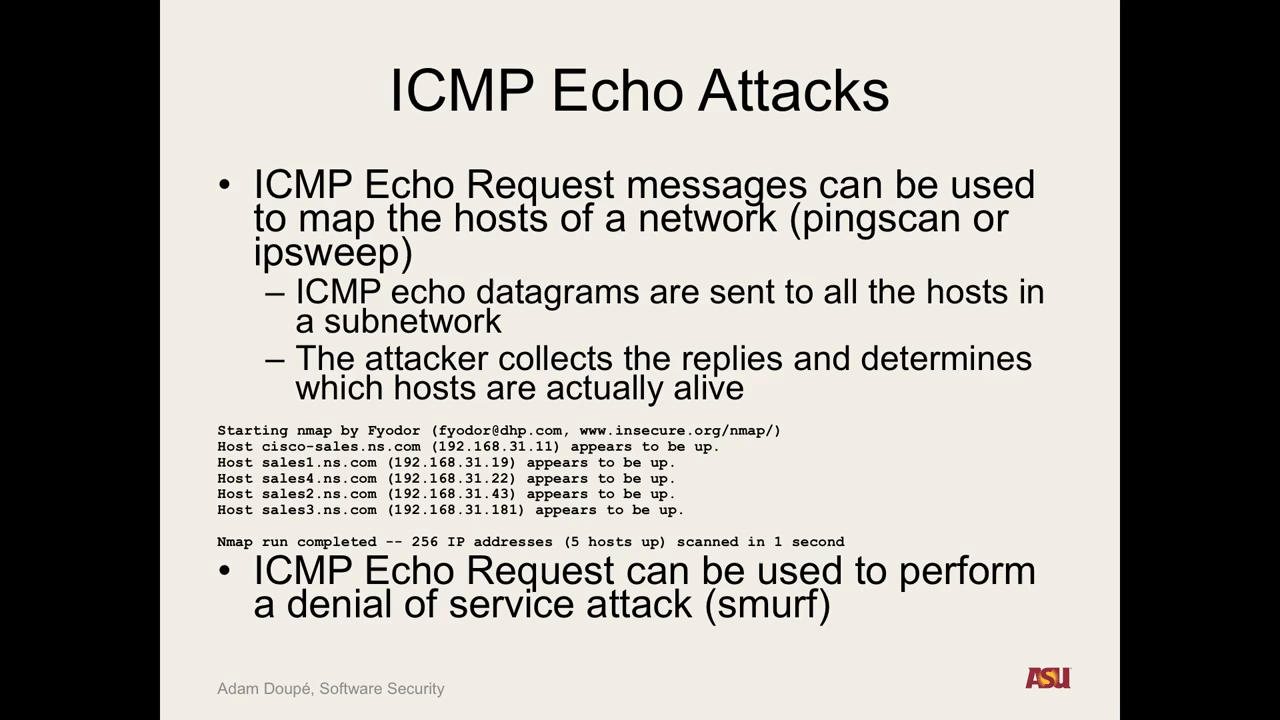 ICMP Echo Attacks
• ICMP Echo Request messages can be used
to map the hosts of a network (pingscan or
ipsweep)
– ICMP echo datagrams are sent to all the hosts in
a subnetwork
– The attacker collects the replies and determines
which hosts are actually alive
Starting nmap by Fyodor (fyodor@dhp.com, www.insecure.org/nmap/)
Host cisco-sales.ns.com (192.168.31.11) appears to be up.
Host sales1.ns.com (192.168.31.19) appears to be up.
Host sales4.ns.com (192.168.31.22) appears to be up.
Host sales2.ns.com (192.168.31.43) appears to be up.
Host sales3.ns.com (192.168.31.181) appears to be up.
Nmap run completed -- 256 IP addresses (5 hosts up) scanned in 1 second
• ICMP Echo Request can be used to perform
a denial of service attack (smurf)
Adam Doupé, Software Security
ASU